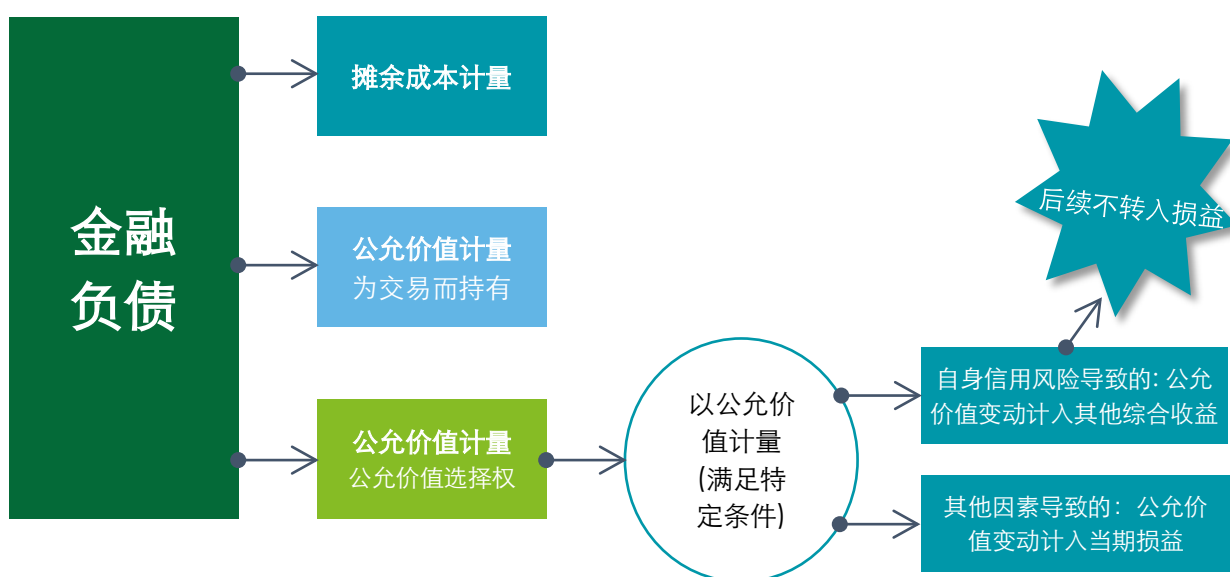 金融
负债
摊余成本计量
公允价值计量
为交易而持有
公允价值计量
公允价值选择权
以公允价
值计量
(满足特
定条件)
后续不转入损益
自身信用风险导致的: 公允
价值变动计入其他综合收益
其他因素导致的: 公允价
值变动计入当期损益